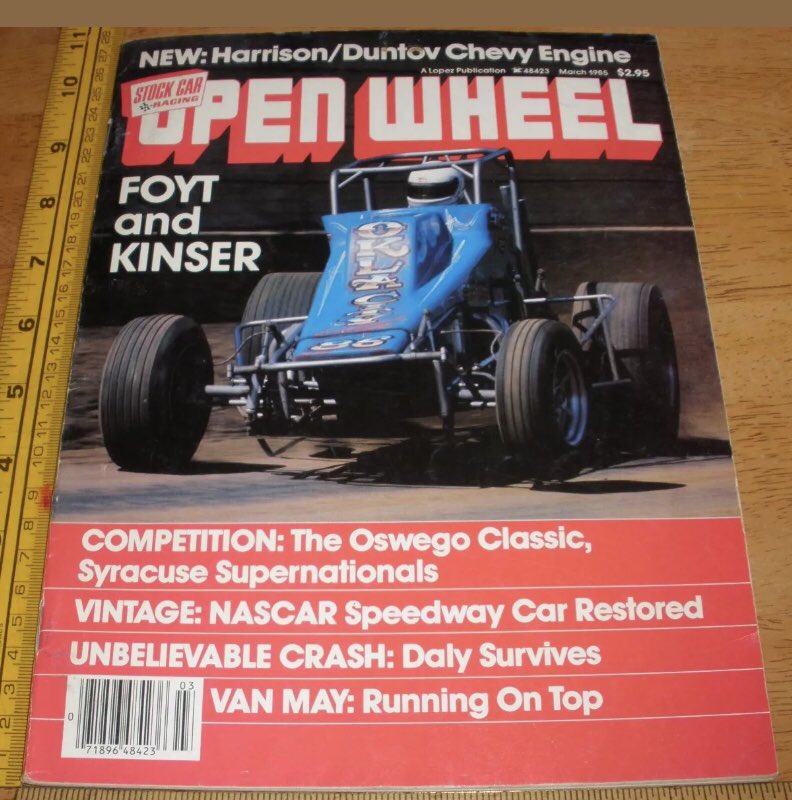 NEW: Harrison/Duntov Chevy Engine
A Lopez Publication 48423 March 1985 $2.95
STOCK CAR
RACING
OPEN WHEEL
FOYT
and
KINSER
COMPETITION: The Oswego Classic,
Syracuse Supernationals
VINTAGE: NASCAR Speedway Car Restored
UNBELIEVABLE CRASH: Daly Survives
VAN MAY: Running On Top
03
0
71896 48423